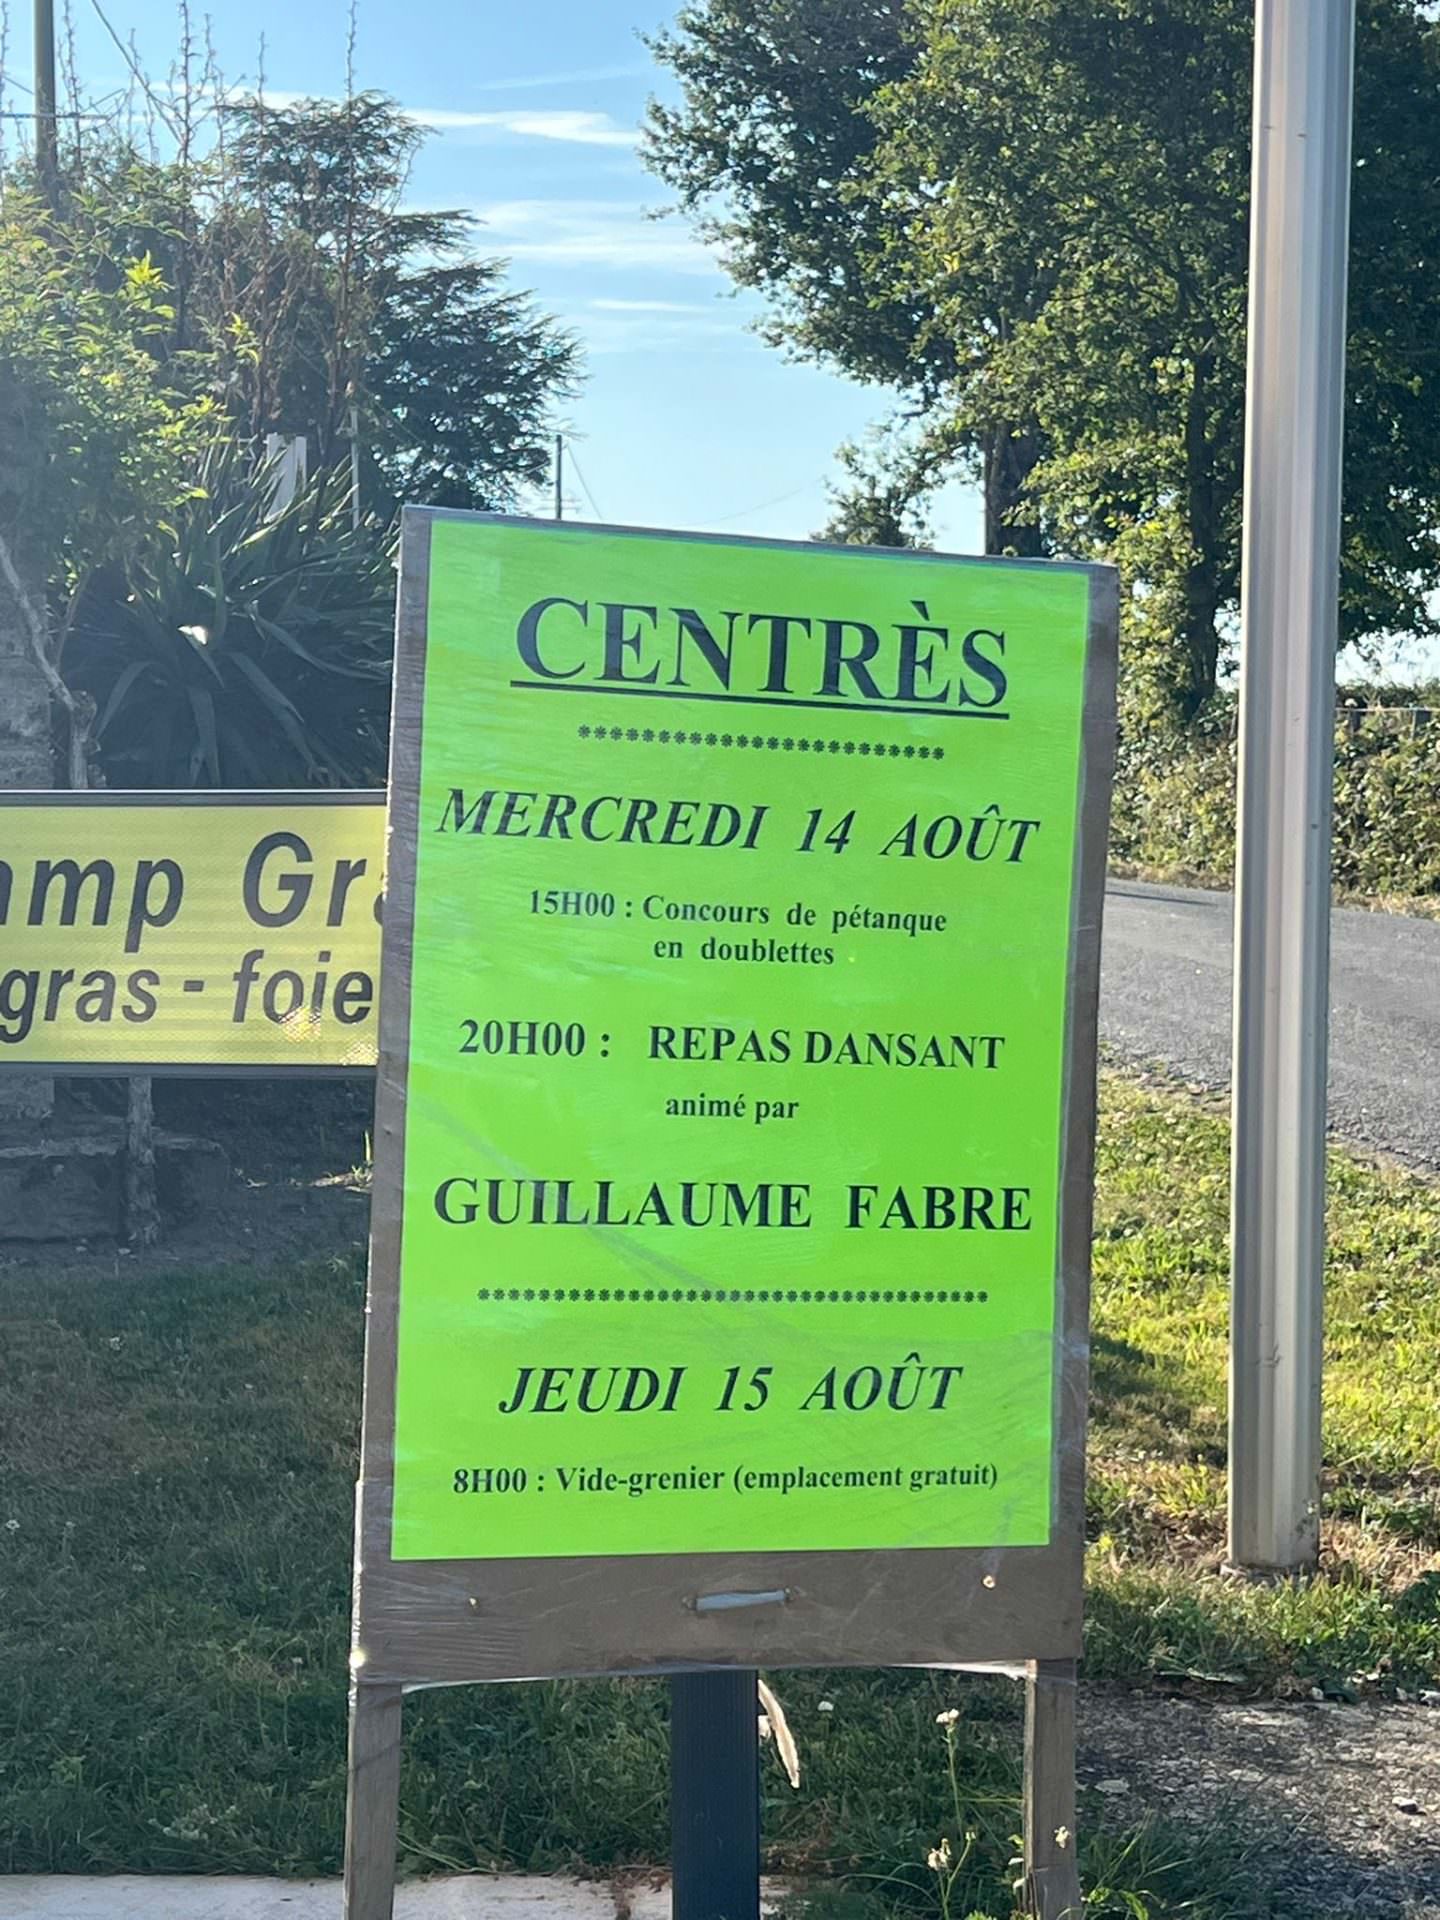 CENTRÈS
************************
MERCREDI 14 AOÛT
15H00 : Concours de pétanque
en doublettes
20H00 : REPAS DANSANT
animé par
GUILLAUME FABRE
**********************************
JEUDI 15 AOÛT
8H00 : Vide-grenier (emplacement gratuit)
amp Gr
gras - foie